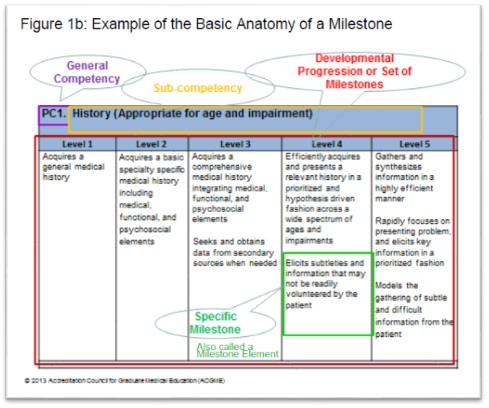 Figure 1b: Example of the Basic Anatomy of a Milestone
General
Competency
Sub-competency
Developmental
Progression or Set of
Milestones
PC1. History (Appropriate for age and impairment)
Level 1
Acquires a
general medical
history
Level 2
Acquires a basic
specialty specific
medical history
including
medical,
functional, and
psychosocial
elements
Level 3
Acquires a
comprehensive
medical history
integrating medical,
functional, and
psychosocial
elements
Seeks and obtains
data from secondary
sources when needed
Level 4
Efficiently acquires
and presents a
relevant history in a
prioritized and
hypothesis driven
fashion across a
wide spectrum of
ages and
impairments
Elicits subtleties and
information that may
not be readily
volunteered by the
patient
Level 5
Gathers and
synthesizes
information in a
highly efficient
manner
Rapidly focuses on
presenting problem,
and elicits key
information in a
prioritized fashion
Models the
gathering of subtle
and difficult
information from the
patient
Specific
Milestone
Also called a
Milestone Element
© 2013 Accreditation Council for Graduate Medical Education (ACGME)